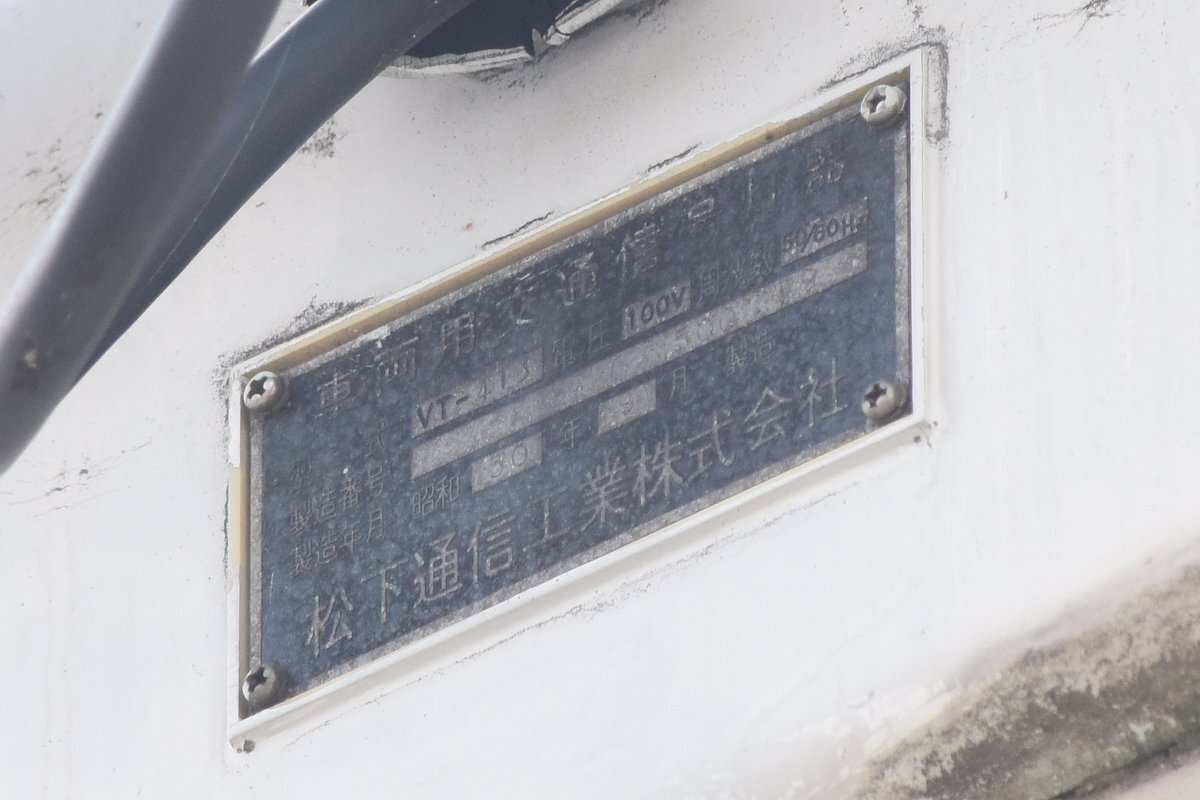 車両用交通信号灯器
型式 VT-413 電圧 100V 周波数 50/60Hz
製造番号
製造年月 昭和 50 年 3 月 製造
松下通信工業株式会社